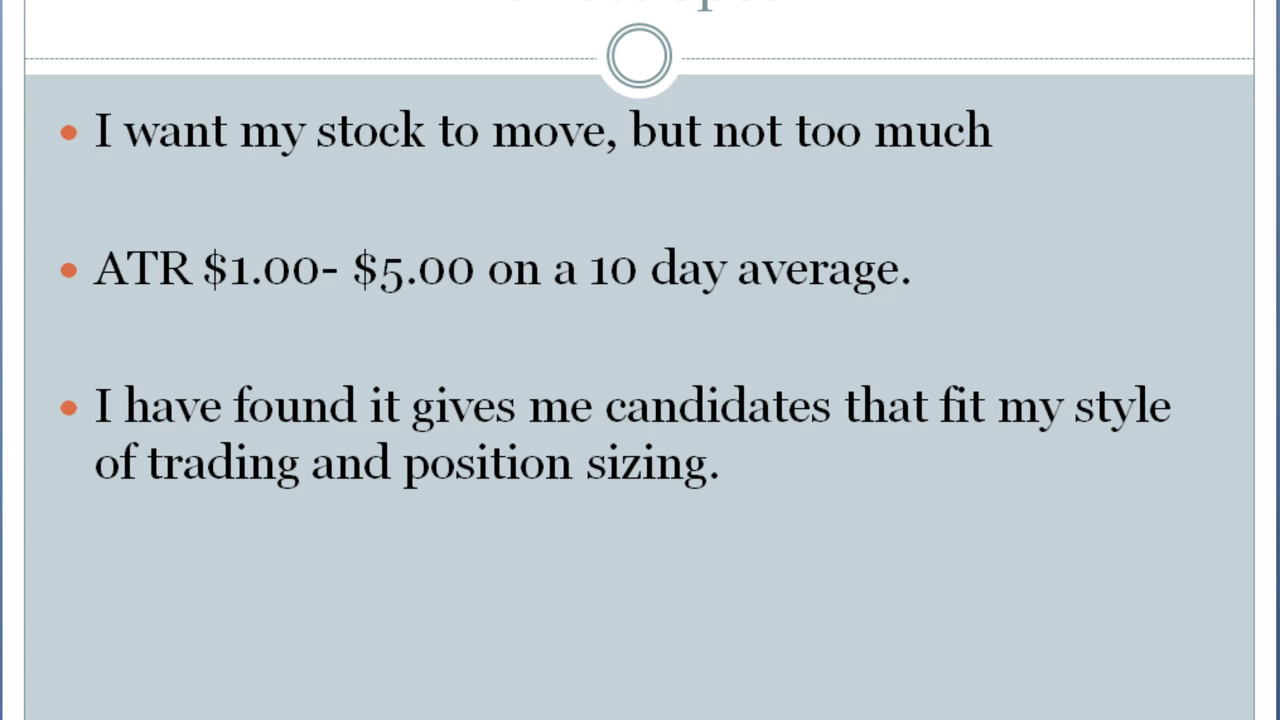 I want my stock to move, but not too much
ATR $1.00- $5.00 on a 10 day average.
I have found it gives me candidates that fit my style
of trading and position sizing.